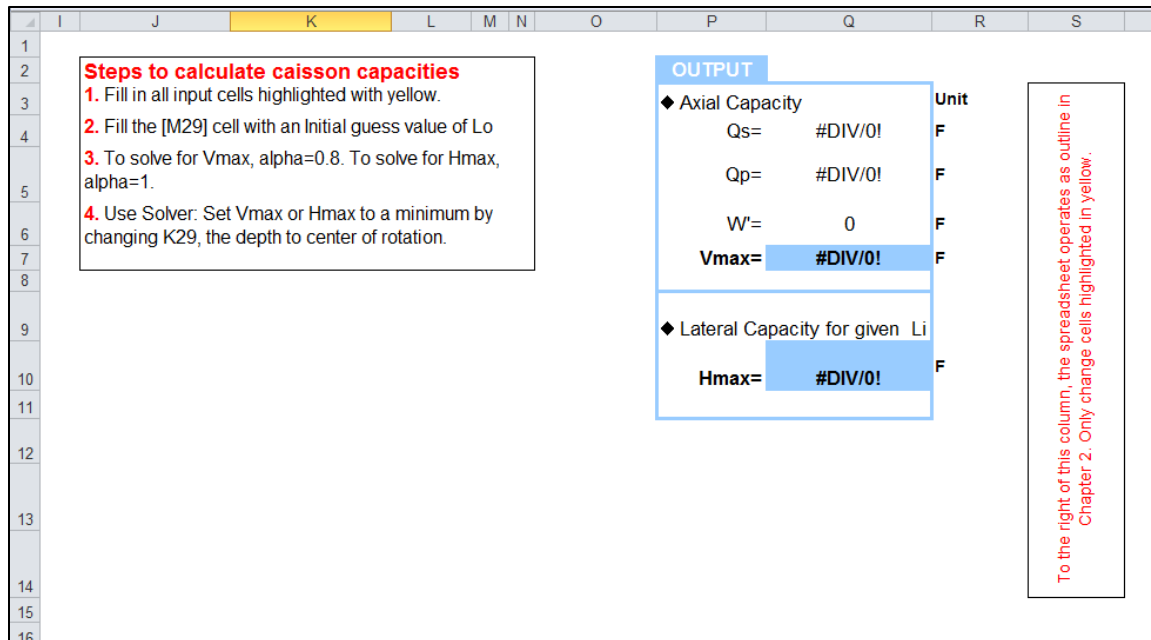 I J K L M N O P Q R S
1
2
3
4
5
6
7
8
9
10
11
12
13
14
15
16
Steps to calculate caisson capacities
1. Fill in all input cells highlighted with yellow.
2. Fill the [M29] cell with an Initial guess value of Lo
3. To solve for Vmax, alpha=0.8. To solve for Hmax,
alpha=1.
4. Use Solver: Set Vmax or Hmax to a minimum by
changing K29, the depth to center of rotation.
OUTPUT
◆ Axial Capacity Unit
Qs= #DIV/0! F
Qp= #DIV/0! F
W'= 0 F
Vmax= #DIV/0! F
◆ Lateral Capacity for given Li
Hmax= #DIV/0! F
To the right of this column, the spreadsheet operates as outline in
Chapter 2. Only change cells highlighted in yellow.